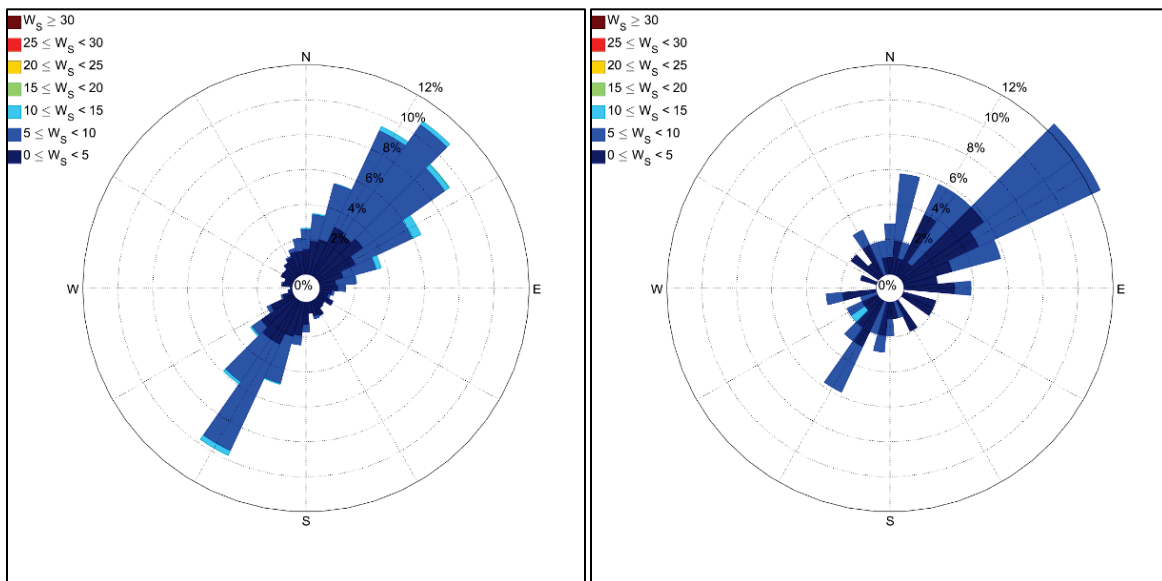 W_S ≥ 30
25 ≤ W_S < 30
20 ≤ W_S < 25
15 ≤ W_S < 20
10 ≤ W_S < 15
5 ≤ W_S < 10
0 ≤ W_S < 5
N
12%
10%
8%
6%
4%
2%
0%
W
E
S
W_S ≥ 30
25 ≤ W_S < 30
20 ≤ W_S < 25
15 ≤ W_S < 20
10 ≤ W_S < 15
5 ≤ W_S < 10
0 ≤ W_S < 5
N
12%
10%
8%
6%
4%
2%
0%
W
E
S